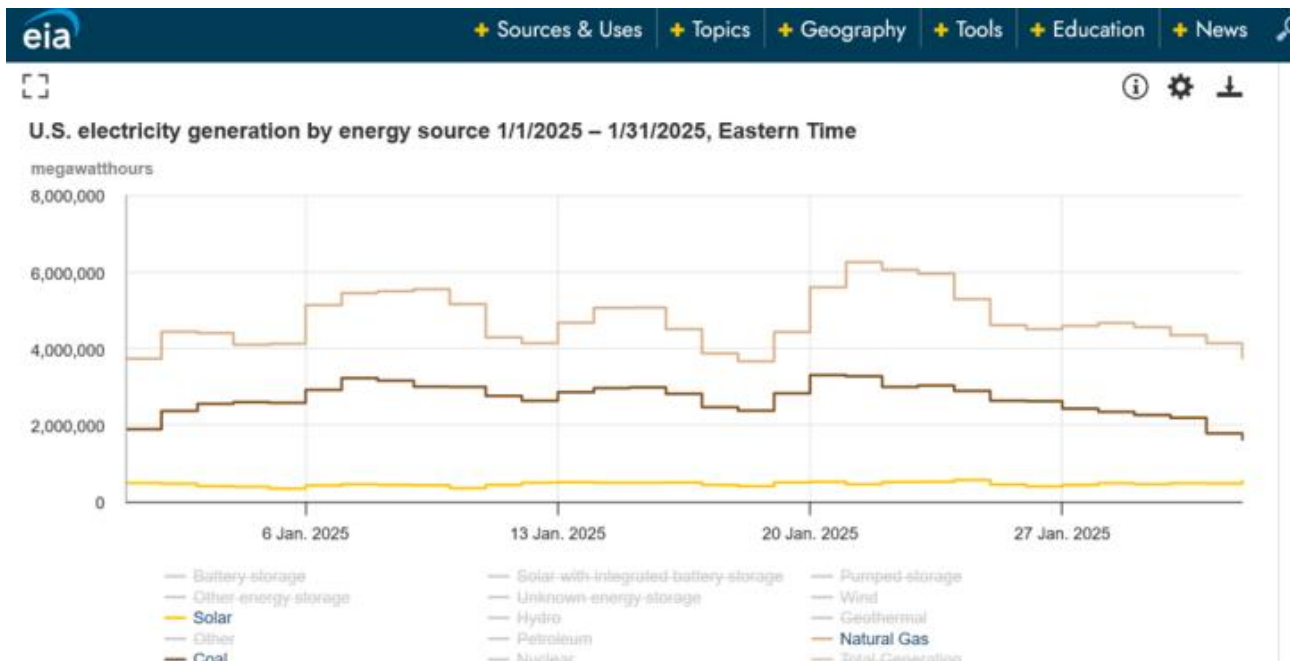 eia
+ Sources & Uses + Topics + Geography + Tools + Education + News
U.S. electricity generation by energy source 1/1/2025 – 1/31/2025, Eastern Time
megawatthours
8,000,000
6,000,000
4,000,000
2,000,000
0
6 Jan. 2025 13 Jan. 2025 20 Jan. 2025 27 Jan. 2025
Battery storage Solar with integrated battery storage Pumped storage
Other energy storage Unknown energy storage Wind
Solar Hydro Geothermal
Other Petroleum Natural Gas
Coal Nuclear Total Generation